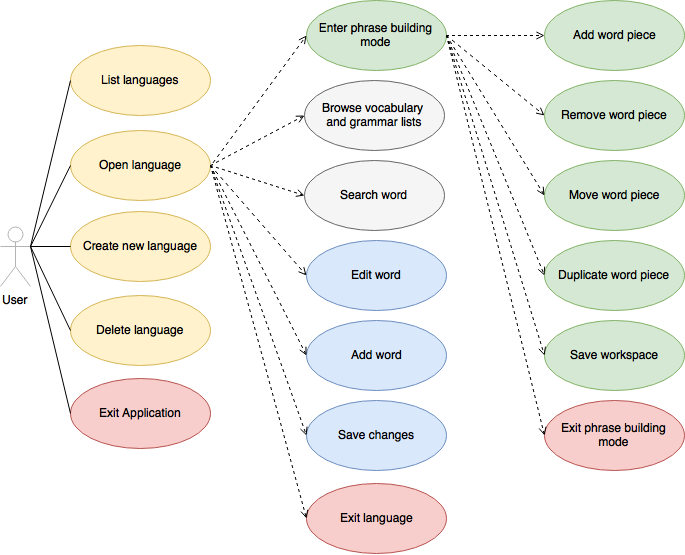 List languages
Open language
Create new language
Delete language
Exit Application
User
Enter phrase building
mode
Browse vocabulary
and grammar lists
Search word
Edit word
Add word
Save changes
Exit language
Add word piece
Remove word piece
Move word piece
Duplicate word piece
Save workspace
Exit phrase building
mode